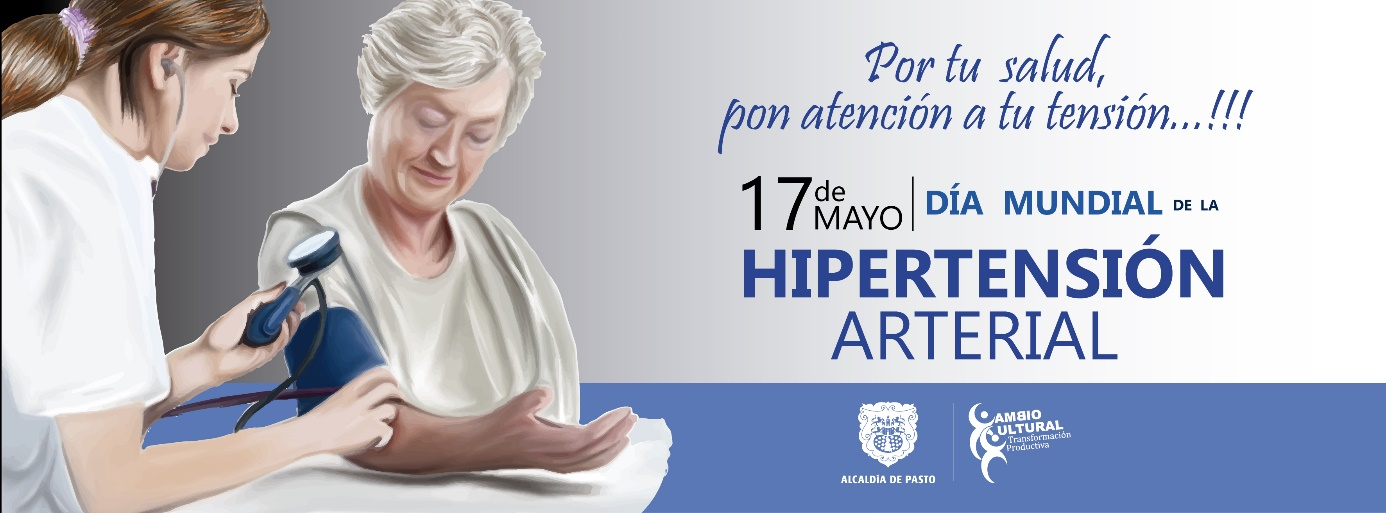 Por tu salud,
pon atención a tu tensión...!!!
17 de MAYO | DÍA MUNDIAL DE LA
HIPERTENSIÓN
ARTERIAL
ALCALDÍA DE PASTO
CAMBIO
CULTURAL
Transformación
Productiva